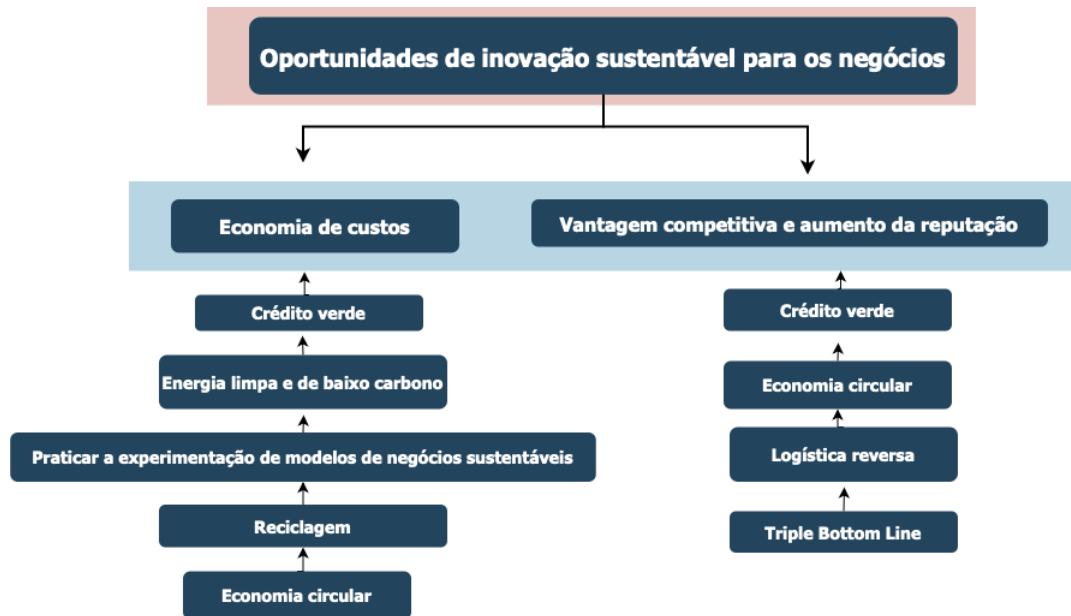 Oportunidades de inovação sustentável para os negócios
Economia de custos
Vantagem competitiva e aumento da reputação
Crédito verde
Energia limpa e de baixo carbono
Praticar a experimentação de modelos de negócios sustentáveis
Reciclagem
Economia circular
Crédito verde
Economia circular
Logística reversa
Triple Bottom Line